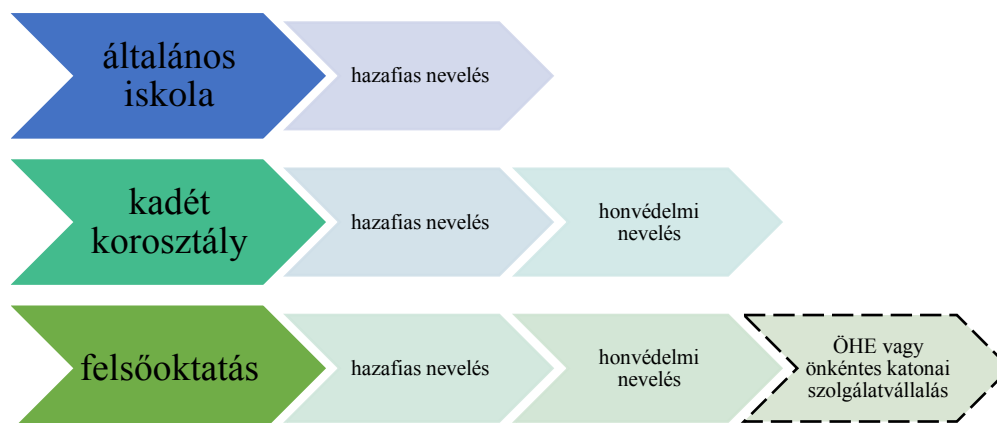 általános
iskola
hazafias nevelés
kadét
korosztály
hazafias nevelés
honvédelmi
nevelés
felsőoktatás
hazafias nevelés
honvédelmi
nevelés
ÖHE vagy
önkéntes katonai
szolgálatvállalás